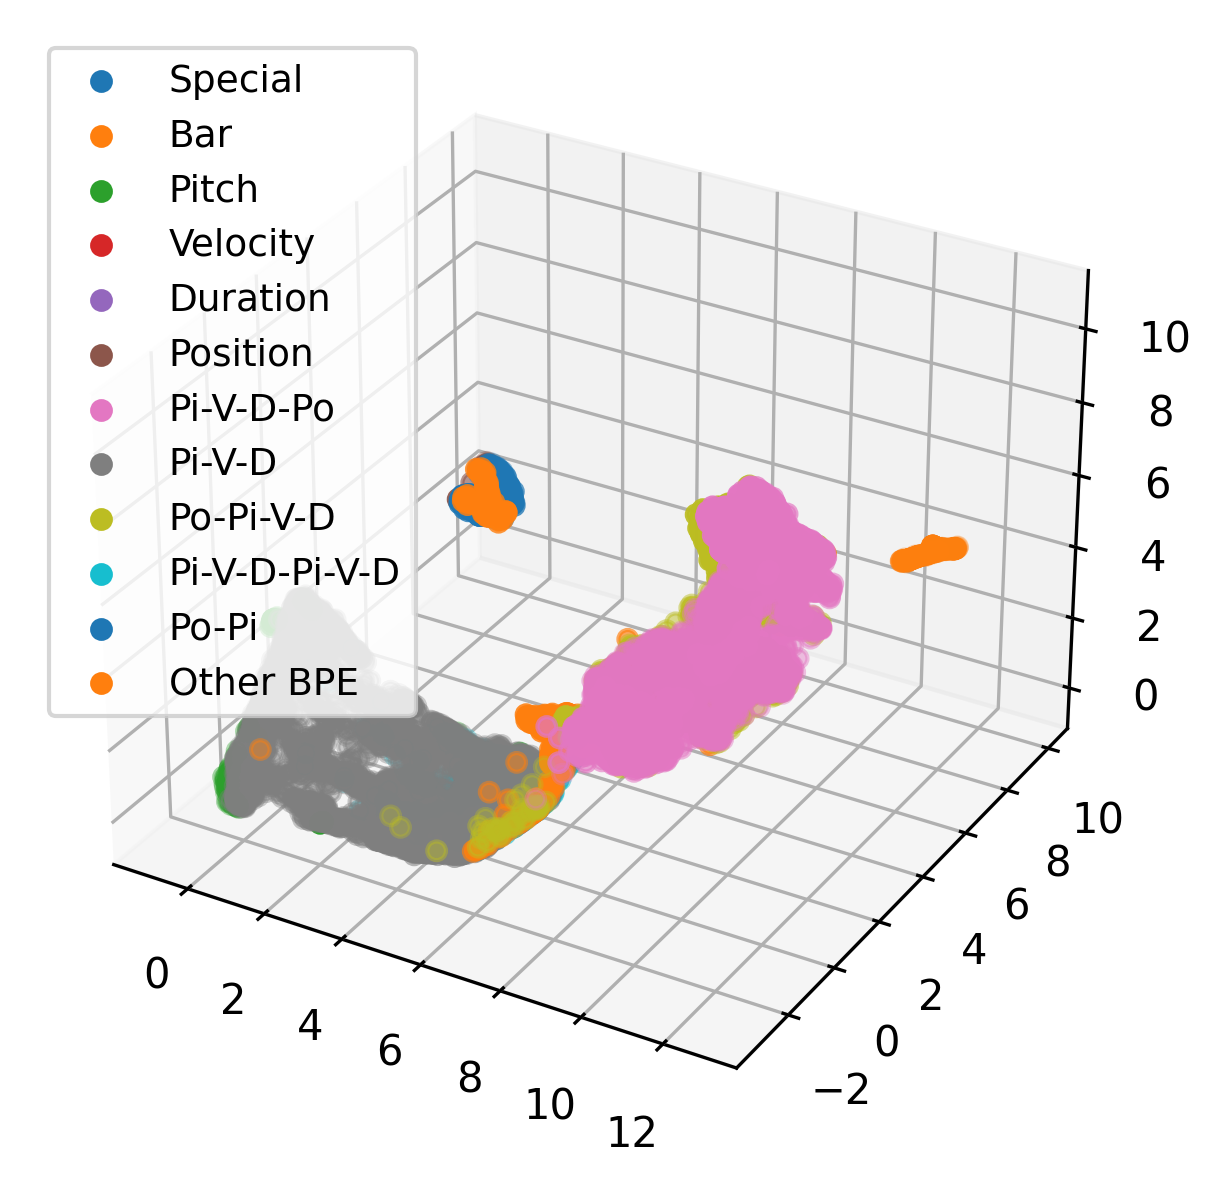 Special
Bar
Pitch
Velocity
Duration
Position
Pi-V-D-Po
Pi-V-D
Po-Pi-V-D
Pi-V-D-Pi-V-D
Po-Pi
Other BPE
0
2
4
6
8
10
12
−2
0
2
4
6
8
10
0
2
4
6
8
10